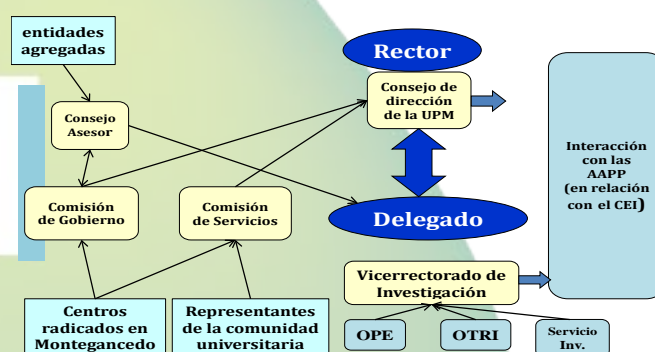 entidades
agregadas
Rector
Consejo de
dirección
de la UPM
Consejo
Asesor
Interacción
con las
AAPP
(en relación
con el CEI)
Comisión
de Gobierno
Comisión
de Servicios
Delegado
Vicerrectorado de
Investigación
Centros
radicados en
Montegancedo
Representantes
de la comunidad
universitaria
OPE
OTRI
Servicio
Inv.